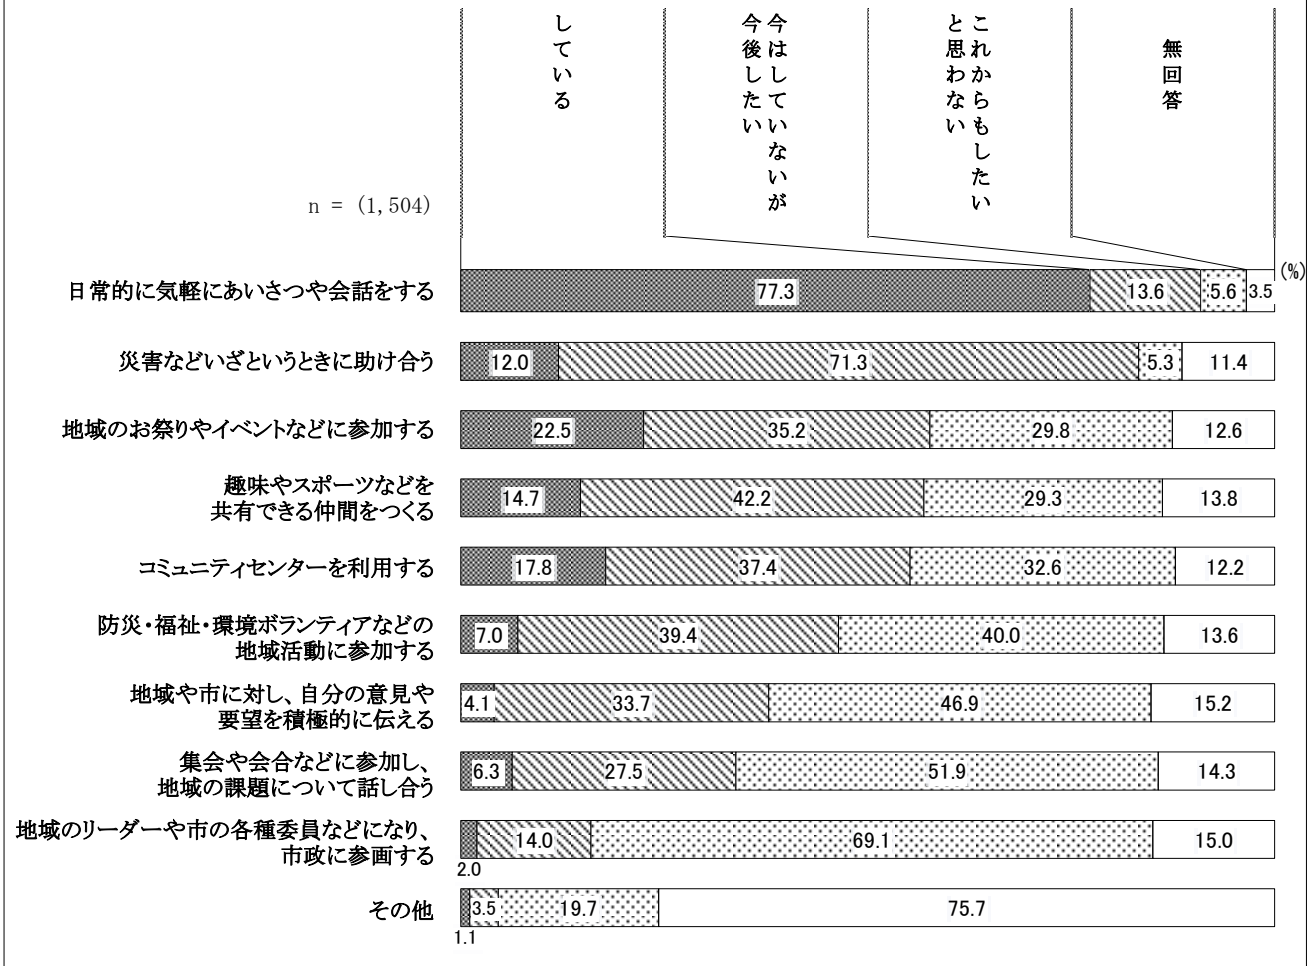 している
今はしていないが
今後したい
これからもしたい
と思わない
無回答
n = (1,504)
(%)
日常的に気軽にあいさつや会話をする
77.3
13.6
5.6
3.5
災害などいざというときに助け合う
12.0
71.3
5.3
11.4
地域のお祭りやイベントなどに参加する
22.5
35.2
29.8
12.6
趣味やスポーツなどを
共有できる仲間をつくる
14.7
42.2
29.3
13.8
コミュニティセンターを利用する
17.8
37.4
32.6
12.2
防災・福祉・環境ボランティアなどの
地域活動に参加する
7.0
39.4
40.0
13.6
地域や市に対し、自分の意見や
要望を積極的に伝える
4.1
33.7
46.9
15.2
集会や会合などに参加し、
地域の課題について話し合う
6.3
27.5
51.9
14.3
地域のリーダーや市の各種委員などになり、
市政に参画する
2.0
14.0
69.1
15.0
その他
1.1
3.5
19.7
75.7